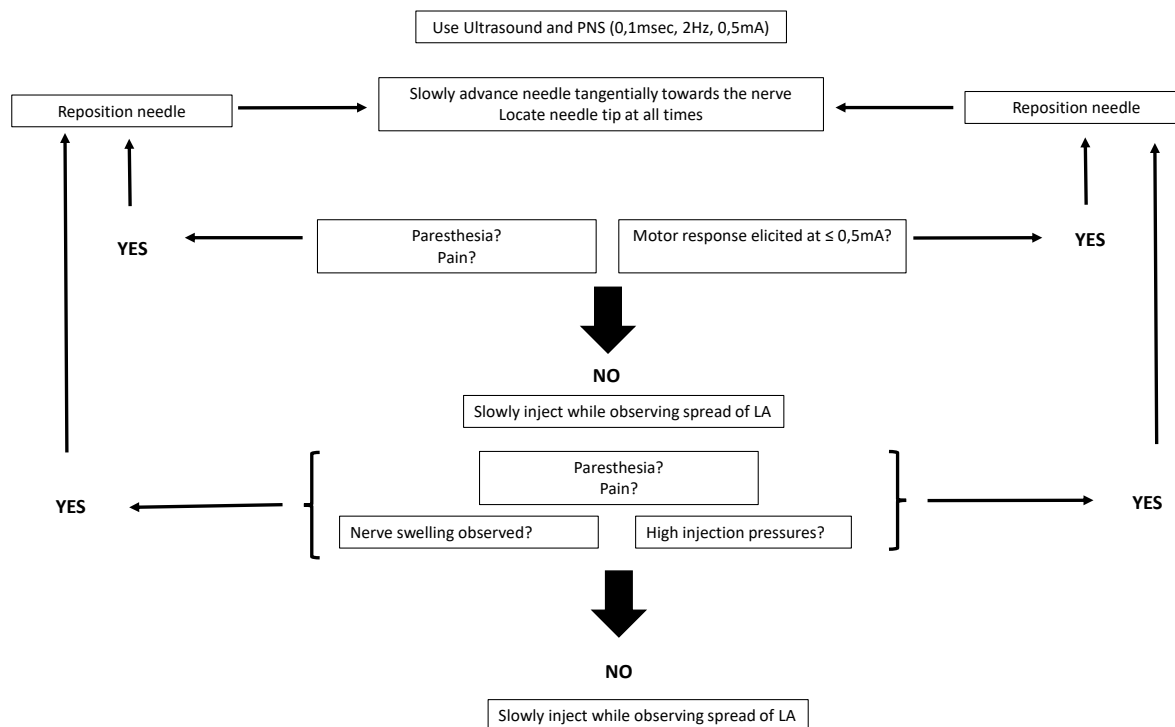 Use Ultrasound and PNS (0,1msec, 2Hz, 0,5mA)
Reposition needle
Slowly advance needle tangentially towards the nerve
Locate needle tip at all times
Reposition needle
YES
Paresthesia?
Pain?
Motor response elicited at ≤ 0,5mA?
YES
NO
Slowly inject while observing spread of LA
Paresthesia?
Pain?
YES
YES
Nerve swelling observed?
High injection pressures?
NO
Slowly inject while observing spread of LA